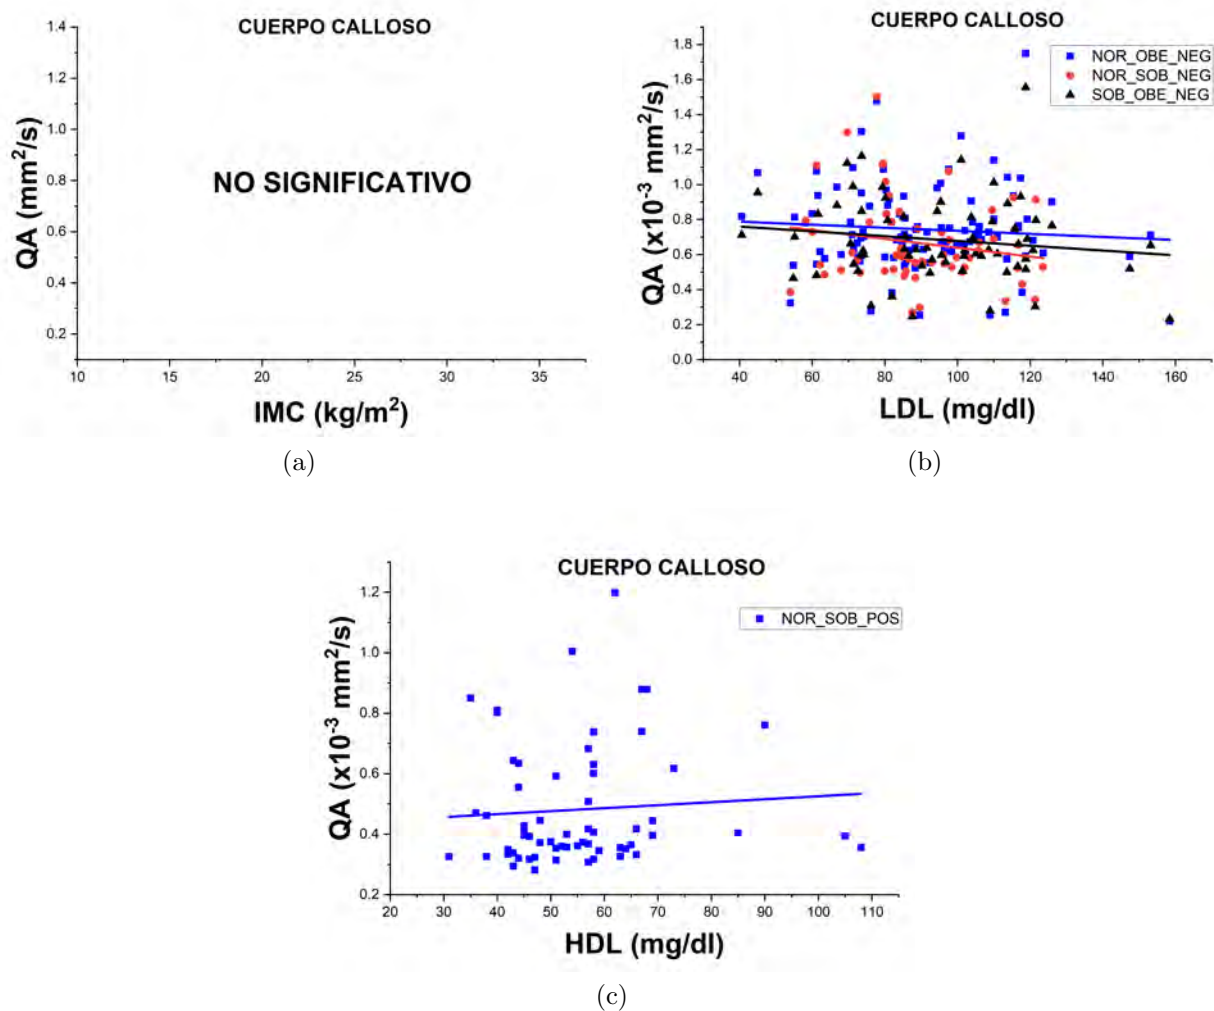 CUERPO CALLOSO
QA (mm²/s)
1.4
1.2
1.0
0.8
0.6
0.4
0.2
NO SIGNIFICATIVO
10 15 20 25 30 35
IMC (kg/m²)
(a)
CUERPO CALLOSO
QA (x10⁻³ mm²/s)
1.8
1.6
1.4
1.2
1.0
0.8
0.6
0.4
0.2
0.0
NOR_OBE_NEG
NOR_SOB_NEG
SOB_OBE_NEG
40 60 80 100 120 140 160
LDL (mg/dl)
(b)
CUERPO CALLOSO
QA (x10⁻³ mm²/s)
1.2
1.0
0.8
0.6
0.4
0.2
NOR_SOB_POS
20 30 40 50 60 70 80 90 100 110
HDL (mg/dl)
(c)